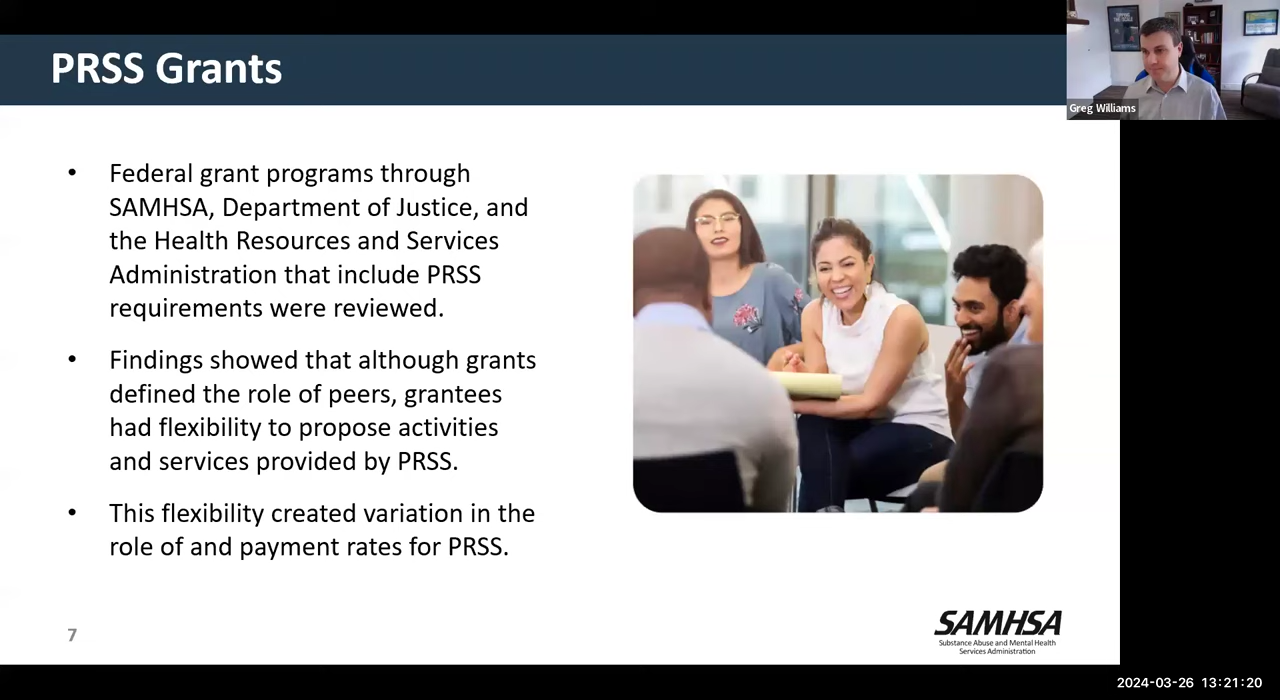 PRSS Grants
Greg Williams
• Federal grant programs through
SAMHSA, Department of Justice, and
the Health Resources and Services
Administration that include PRSS
requirements were reviewed.
• Findings showed that although grants
defined the role of peers, grantees
had flexibility to propose activities
and services provided by PRSS.
• This flexibility created variation in the
role of and payment rates for PRSS.
7
SAMHSA
Substance Abuse and Mental Health
Services Administration
2024-03-26 13:21:20